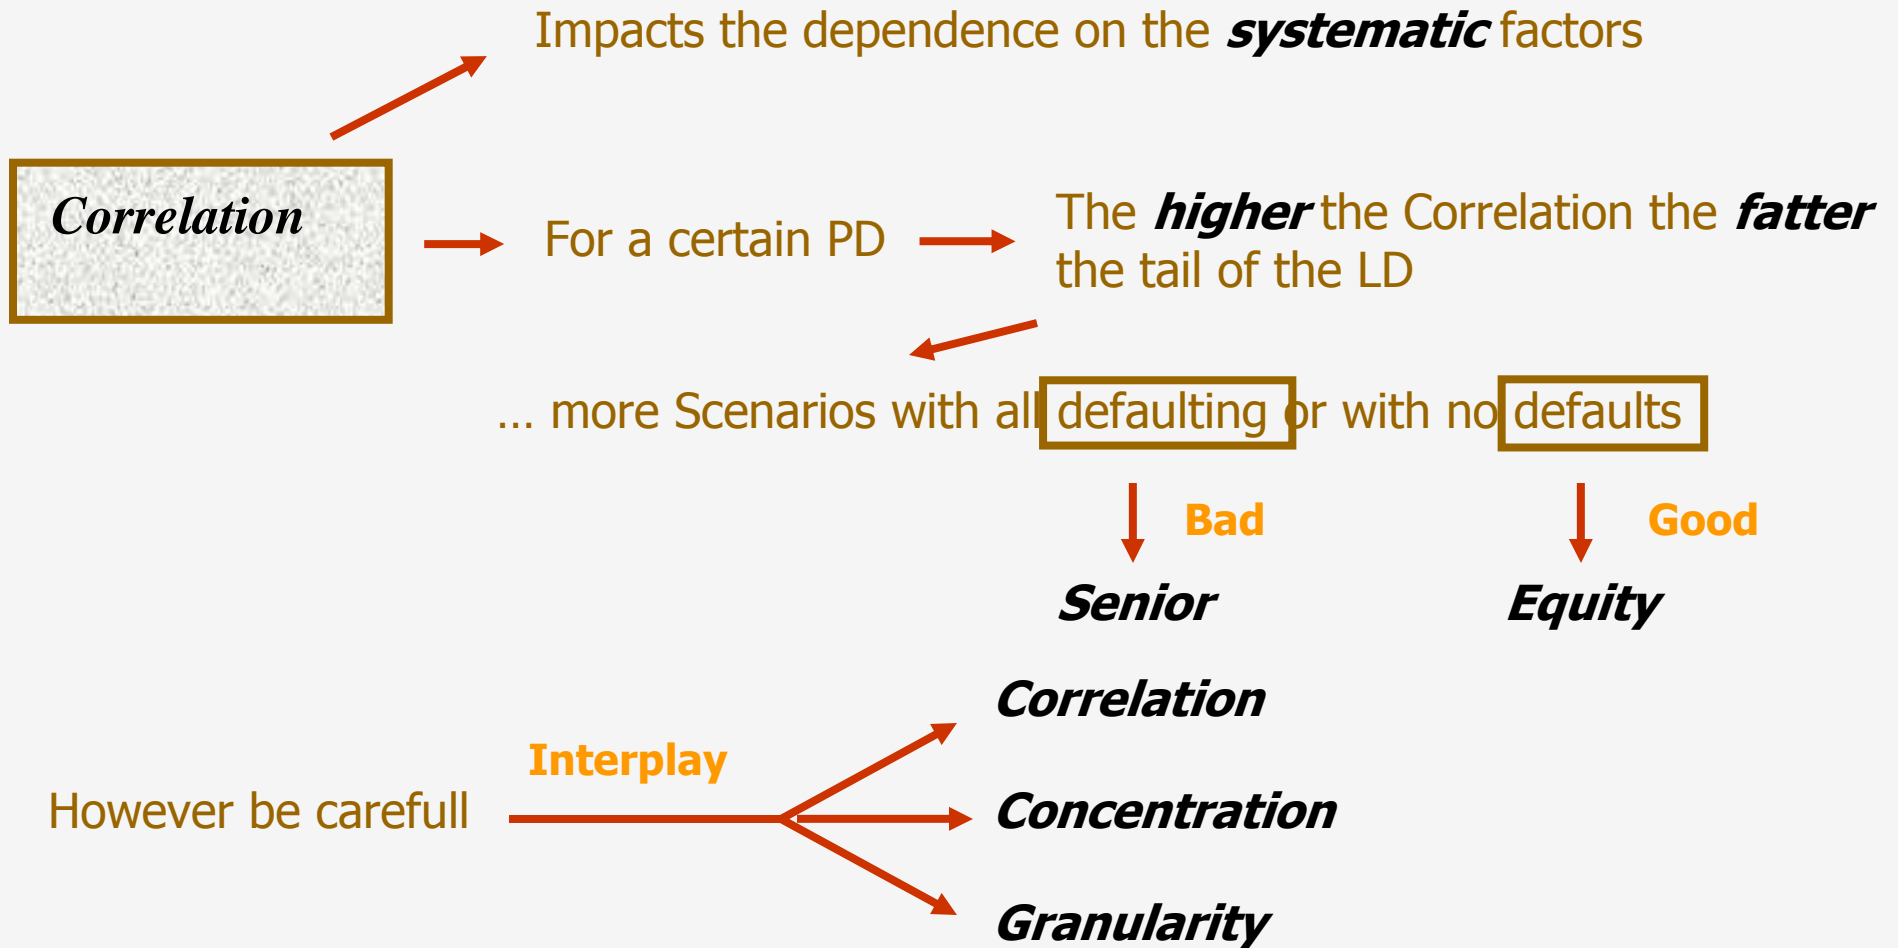 Impacts the dependence on the systematic factors
Correlation
For a certain PD
The higher the Correlation the fatter
the tail of the LD
... more Scenarios with all defaulting or with no defaults
Bad
Good
Senior
Equity
Correlation
Interplay
However be carefull
Concentration
Granularity